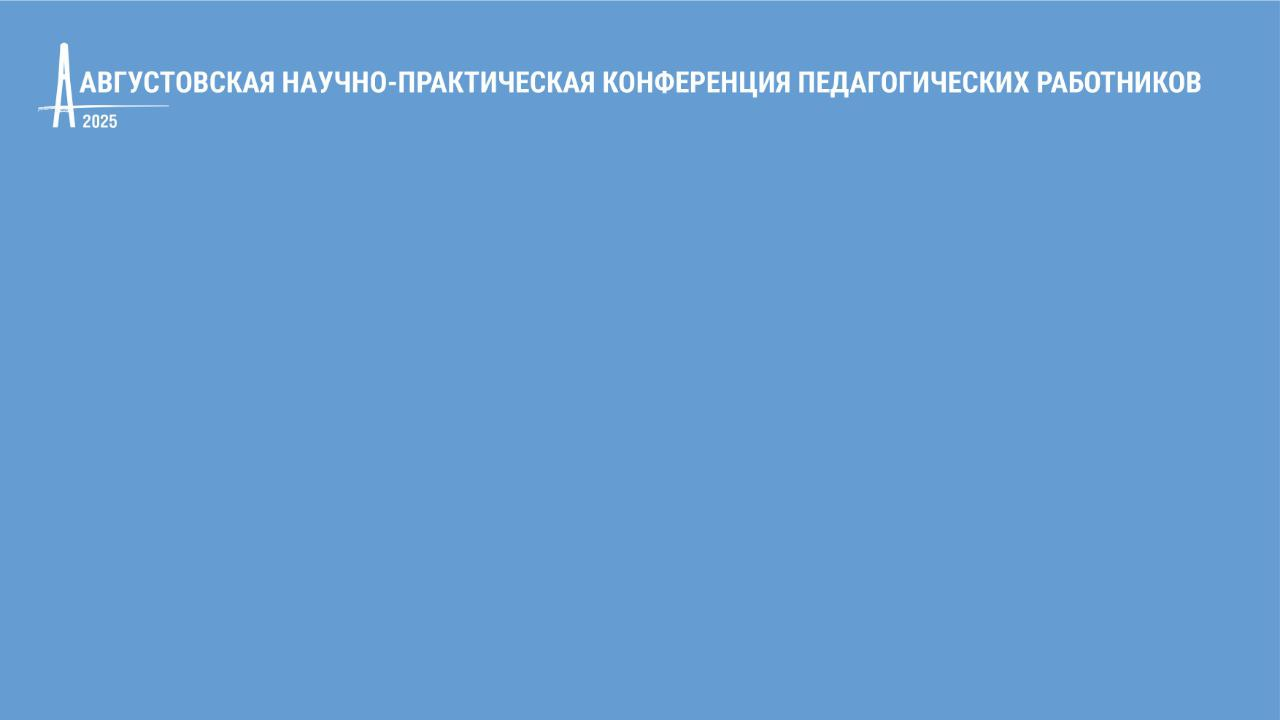 АВГУСТОВСКАЯ НАУЧНО-ПРАКТИЧЕСКАЯ КОНФЕРЕНЦИЯ ПЕДАГОГИЧЕСКИХ РАБОТНИКОВ
2025